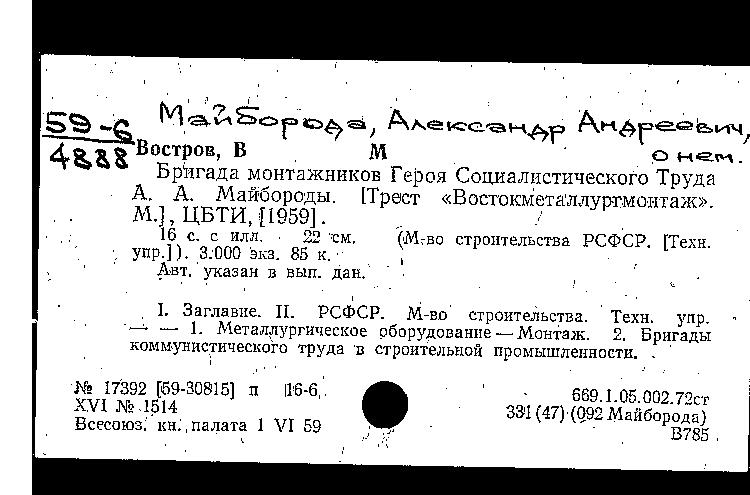 59-6
4888
Майборода, Александр Андреевич,
о нем.
Востров, В М
Бригада монтажников Героя Социалистического Труда
А. А. Майбороды. [Трест «Востокметаллургмонтаж».
М.], ЦБТИ, [1959].
16 с. с илл. 22 см. (М-во строительства РСФСР. [Техн.
упр.]). 3.000 экз. 85 к.
Авт. указан в вып. дан.
I. Заглавие. II. РСФСР. М-во строительства. Техн. упр.
— — 1. Металлургическое оборудование — Монтаж. 2. Бригады
коммунистического труда в строительной промышленности.
№ 17392 [59-30815] п 16-6,
XVI № 1514
Всесоюз. кн. палата 1 VI 59
669.1.05.002.72ст
331 (47) (092 Майборода)
В785